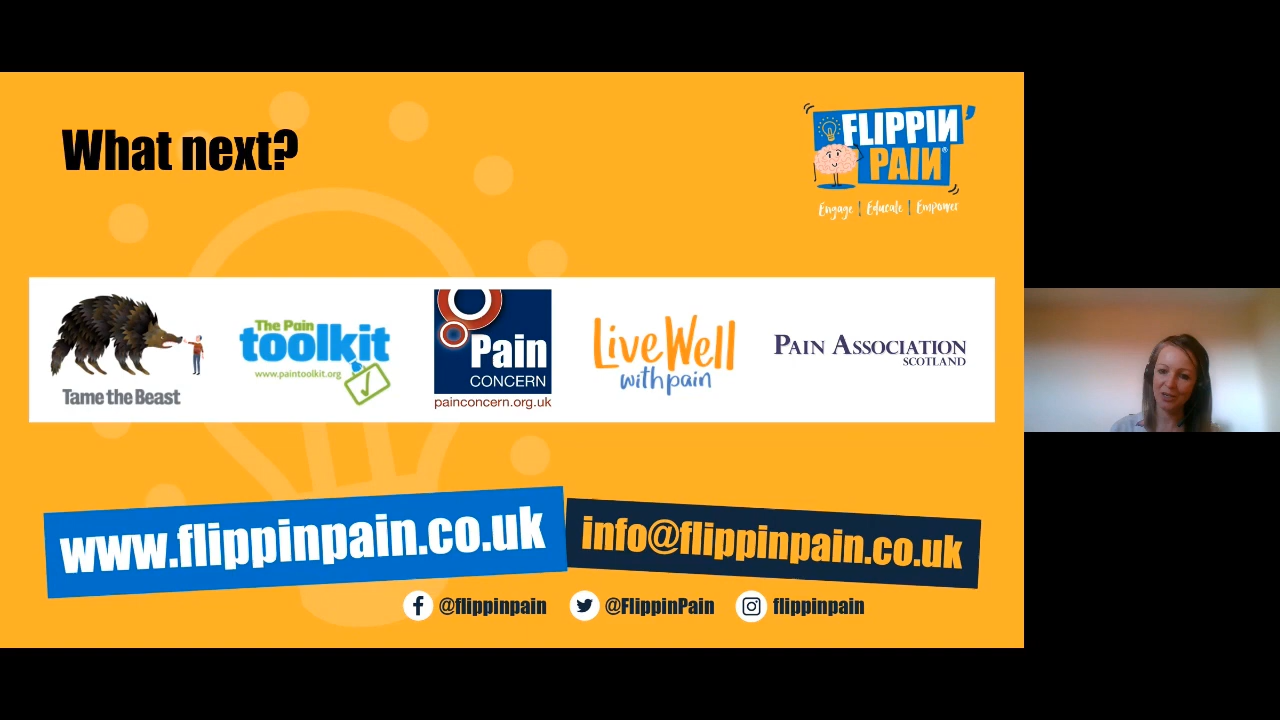 What next?
FLIPPIN'
PAIN®
Engage | Educate | Empower
Tame the Beast
The Pain
toolkit
www.paintoolkit.org
Pain
CONCERN
painconcern.org.uk
Live Well
with pain
PAIN ASSOCIATION
SCOTLAND
www.flippinpain.co.uk
info@flippinpain.co.uk
@flippinpain
@FlippinPain
flippinpain